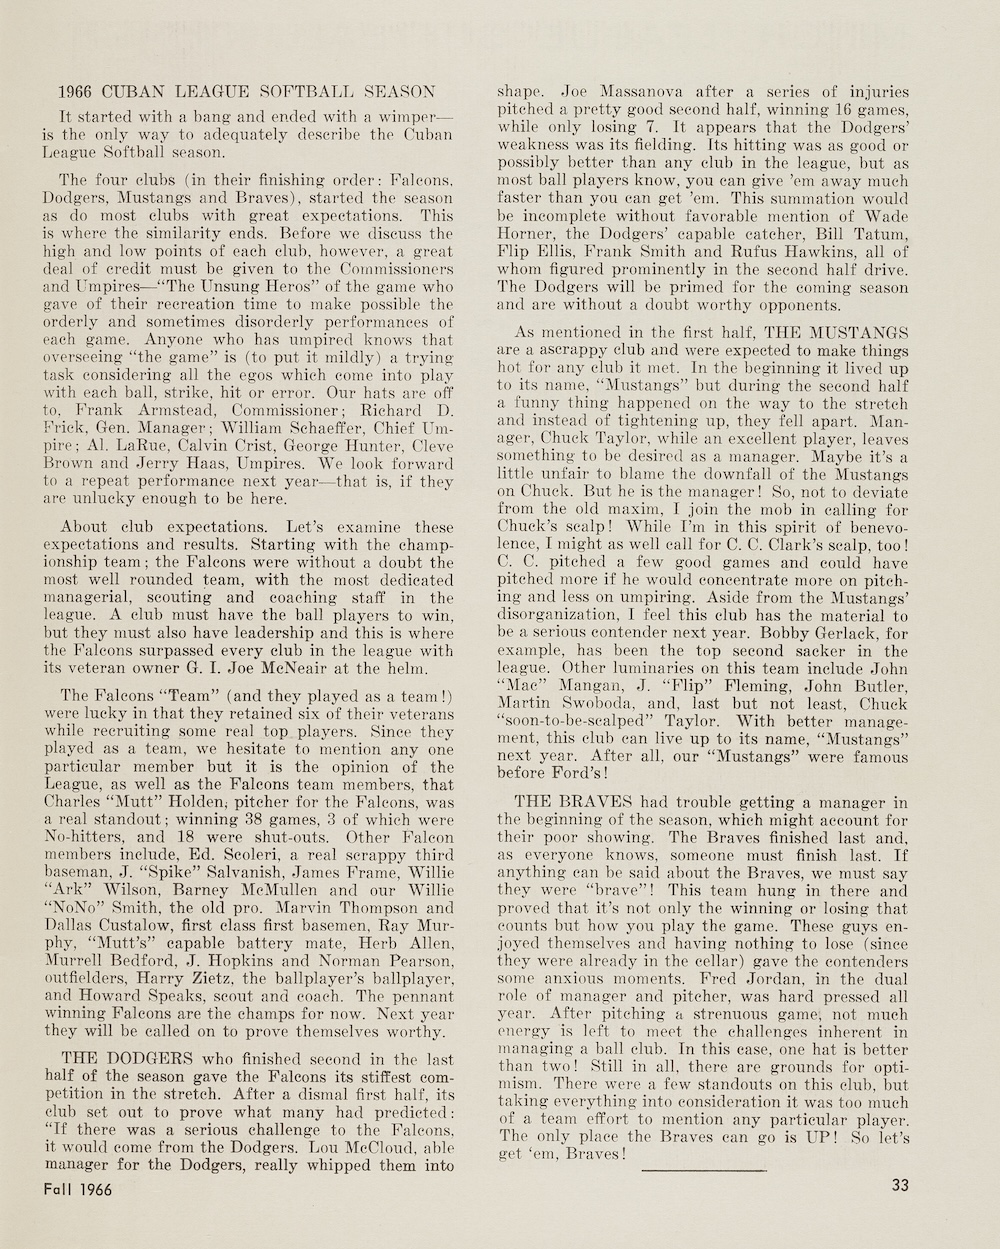 1966 CUBAN LEAGUE SOFTBALL SEASON
It started with a bang and ended with a wimper—
is the only way to adequately describe the Cuban
League Softball season.
The four clubs (in their finishing order: Falcons,
Dodgers, Mustangs and Braves), started the season
as do most clubs with great expectations. This
is where the similarity ends. Before we discuss the
high and low points of each club, however, a great
deal of credit must be given to the Commissioners
and Umpires—“The Unsung Heros” of the game who
gave of their recreation time to make possible the
orderly and sometimes disorderly performances of
each game. Anyone who has umpired knows that
overseeing “the game” is (to put it mildly) a trying
task considering all the egos which come into play
with each ball, strike, hit or error. Our hats are off
to, Frank Armstead, Commissioner; Richard D.
Frick, Gen. Manager; William Schaeffer, Chief Um-
pire; Al. LaRue, Calvin Crist, George Hunter, Cleve
Brown and Jerry Haas, Umpires. We look forward
to a repeat performance next year—that is, if they
are unlucky enough to be here.
About club expectations. Let’s examine these
expectations and results. Starting with the champ-
ionship team; the Falcons were without a doubt the
most well rounded team, with the most dedicated
managerial, scouting and coaching staff in the
league. A club must have the ball players to win,
but they must also have leadership and this is where
the Falcons surpassed every club in the league with
its veteran owner G. I. Joe McNeair at the helm.
The Falcons “Team” (and they played as a team!)
were lucky in that they retained six of their veterans
while recruiting some real top players. Since they
played as a team, we hesitate to mention any one
particular member but it is the opinion of the
League, as well as the Falcons team members, that
Charles “Mutt” Holden, pitcher for the Falcons, was
a real standout; winning 38 games, 3 of which were
No-hitters, and 18 were shut-outs. Other Falcon
members include, Ed. Scoleri, a real scrappy third
baseman, J. “Spike” Salvanish, James Frame, Willie
“Ark” Wilson, Barney McMullen and our Willie
“NoNo” Smith, the old pro. Marvin Thompson and
Dallas Custalow, first class first basemen, Ray Mur-
phy, “Mutt’s” capable battery mate, Herb Allen,
Murrell Bedford, J. Hopkins and Norman Pearson,
outfielders, Harry Zietz, the ballplayer’s ballplayer,
and Howard Speaks, scout and coach. The pennant
winning Falcons are the champs for now. Next year
they will be called on to prove themselves worthy.
THE DODGERS who finished second in the last
half of the season gave the Falcons its stiffest com-
petition in the stretch. After a dismal first half, its
club set out to prove what many had predicted:
“If there was a serious challenge to the Falcons,
it would come from the Dodgers. Lou McCloud, able
manager for the Dodgers, really whipped them into
shape. Joe Massanova after a series of injuries
pitched a pretty good second half, winning 16 games,
while only losing 7. It appears that the Dodgers’
weakness was its fielding. Its hitting was as good or
possibly better than any club in the league, but as
most ball players know, you can give ’em away much
faster than you can get ’em. This summation would
be incomplete without favorable mention of Wade
Horner, the Dodgers’ capable catcher, Bill Tatum,
Flip Ellis, Frank Smith and Rufus Hawkins, all of
whom figured prominently in the second half drive.
The Dodgers will be primed for the coming season
and are without a doubt worthy opponents.
As mentioned in the first half, THE MUSTANGS
are a ascrappy club and were expected to make things
hot for any club it met. In the beginning it lived up
to its name, “Mustangs” but during the second half
a funny thing happened on the way to the stretch
and instead of tightening up, they fell apart. Man-
ager, Chuck Taylor, while an excellent player, leaves
something to be desired as a manager. Maybe it’s a
little unfair to blame the downfall of the Mustangs
on Chuck. But he is the manager! So, not to deviate
from the old maxim, I join the mob in calling for
Chuck’s scalp! While I’m in this spirit of benevo-
lence, I might as well call for C. C. Clark’s scalp, too!
C. C. pitched a few good games and could have
pitched more if he would concentrate more on pitch-
ing and less on umpiring. Aside from the Mustangs’
disorganization, I feel this club has the material to
be a serious contender next year. Bobby Gerlack, for
example, has been the top second sacker in the
league. Other luminaries on this team include John
“Mac” Mangan, J. “Flip” Fleming, John Butler,
Martin Swoboda, and, last but not least, Chuck
“soon-to-be-scalped” Taylor. With better manage-
ment, this club can live up to its name, “Mustangs”
next year. After all, our “Mustangs” were famous
before Ford’s!
THE BRAVES had trouble getting a manager in
the beginning of the season, which might account for
their poor showing. The Braves finished last and,
as everyone knows, someone must finish last. If
anything can be said about the Braves, we must say
they were “brave”! This team hung in there and
proved that it’s not only the winning or losing that
counts but how you play the game. These guys en-
joyed themselves and having nothing to lose (since
they were already in the cellar) gave the contenders
some anxious moments. Fred Jordan, in the dual
role of manager and pitcher, was hard pressed all
year. After pitching a strenuous game, not much
energy is left to meet the challenges inherent in
managing a ball club. In this case, one hat is better
than two! Still in all, there are grounds for opti-
mism. There were a few standouts on this club, but
taking everything into consideration it was too much
of a team effort to mention any particular player.
The only place the Braves can go is UP! So let’s
get ‘em, Braves!
Fall 1966
33